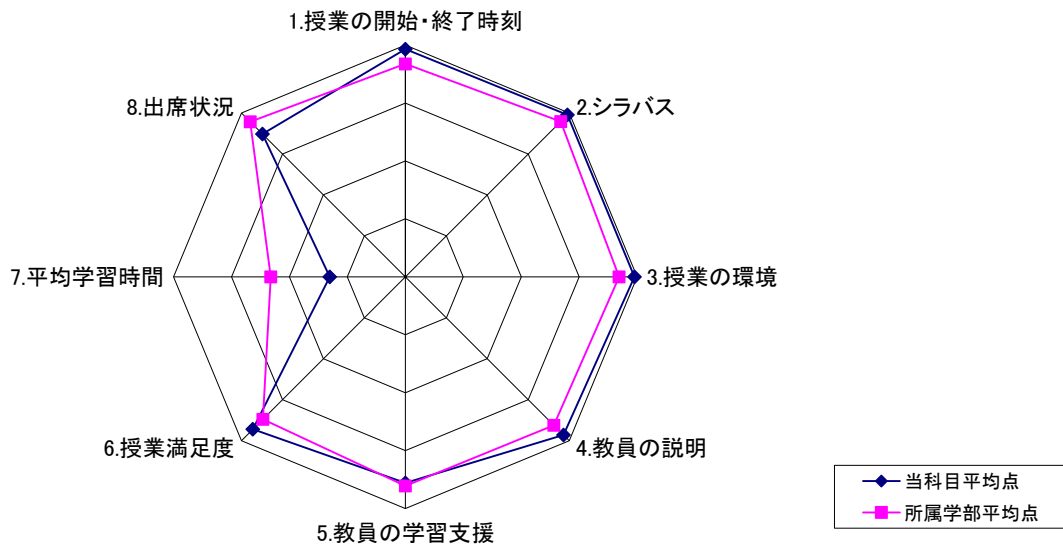 1.授業の開始・終了時刻
2.シラバス
3.授業の環境
4.教員の説明
5.教員の学習支援
6.授業満足度
7.平均学習時間
8.出席状況
当科目平均点
所属学部平均点